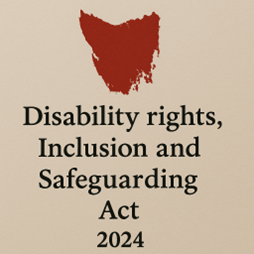 Disability rights,
Inclusion and
Safeguarding
Act
2024